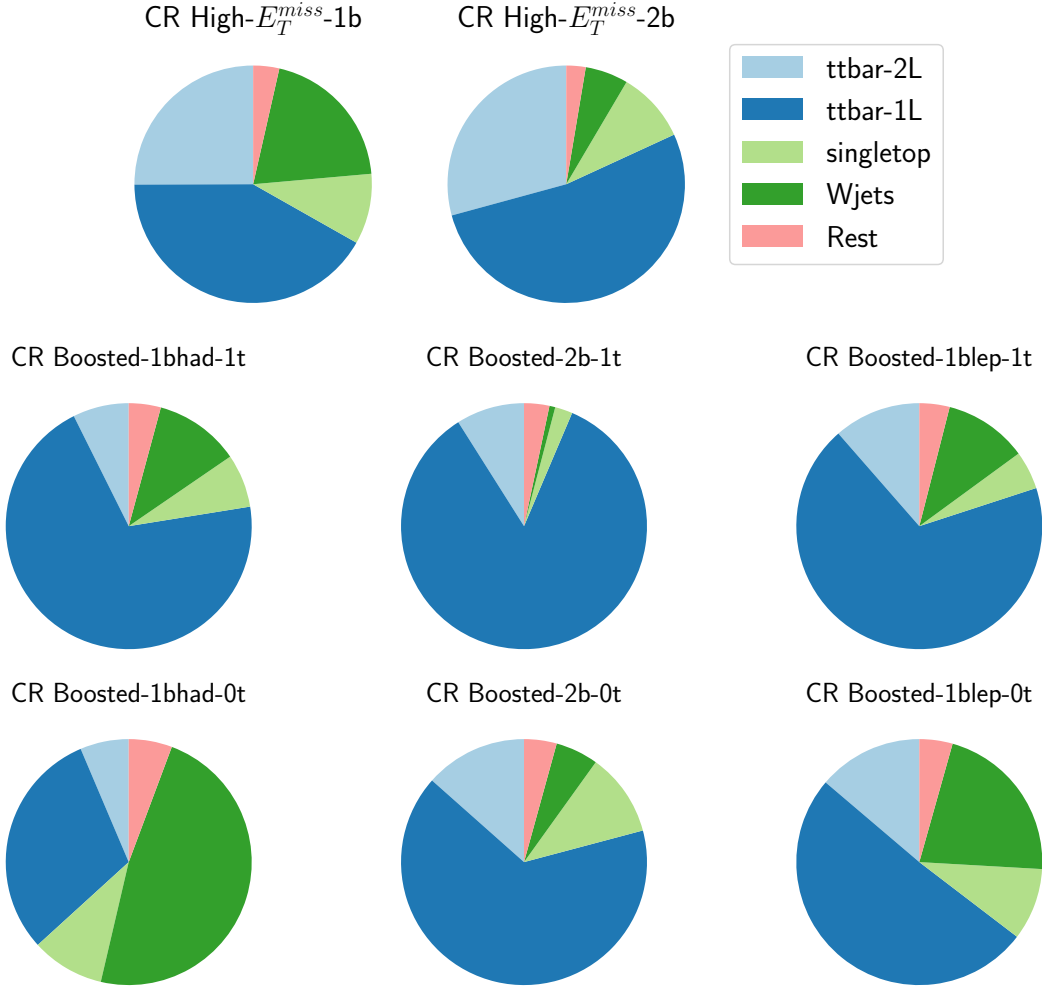 CR High-$E_T^{miss}$-1b
CR High-$E_T^{miss}$-2b
ttbar-2L
ttbar-1L
singletop
Wjets
Rest
CR Boosted-1bhad-1t
CR Boosted-2b-1t
CR Boosted-1blep-1t
CR Boosted-1bhad-0t
CR Boosted-2b-0t
CR Boosted-1blep-0t